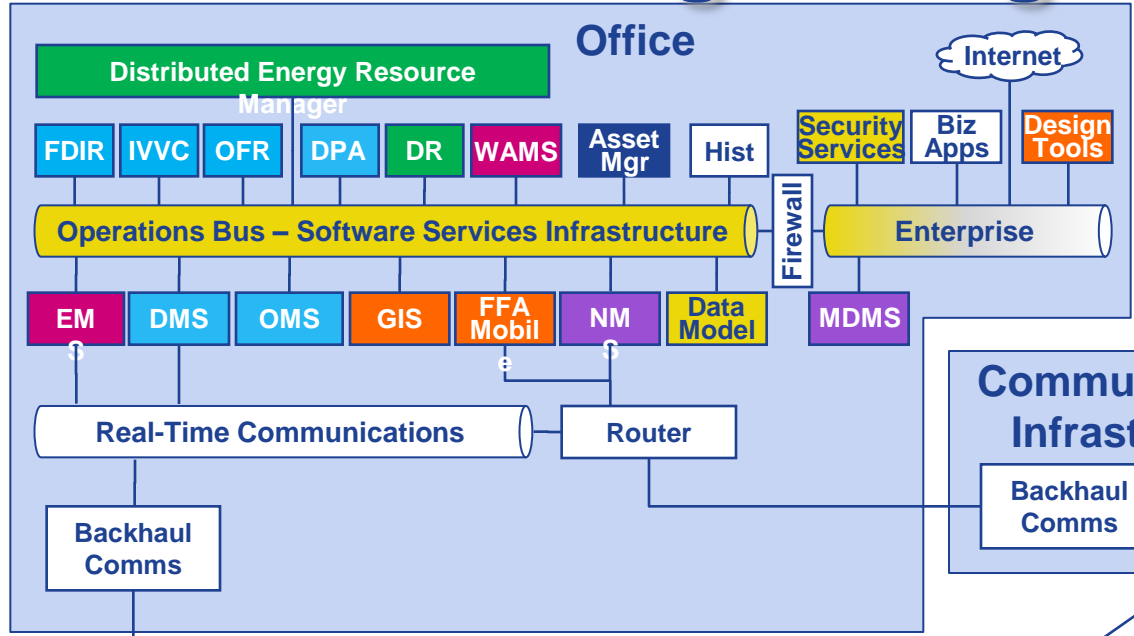 Office
Internet
Distributed Energy Resource
Manager
FDIR
IVVC
OFR
DPA
DR
WAMS
Asset
Mgr
Hist
Security
Services
Biz
Apps
Design
Tools
Operations Bus – Software Services Infrastructure
Firewall
Enterprise
EM
S
DMS
OMS
GIS
FFA
Mobil
e
NM
S
Data
Model
MDMS
Real-Time Communications
Router
Commu
Infrast
Backhaul
Comms
Backhaul
Comms